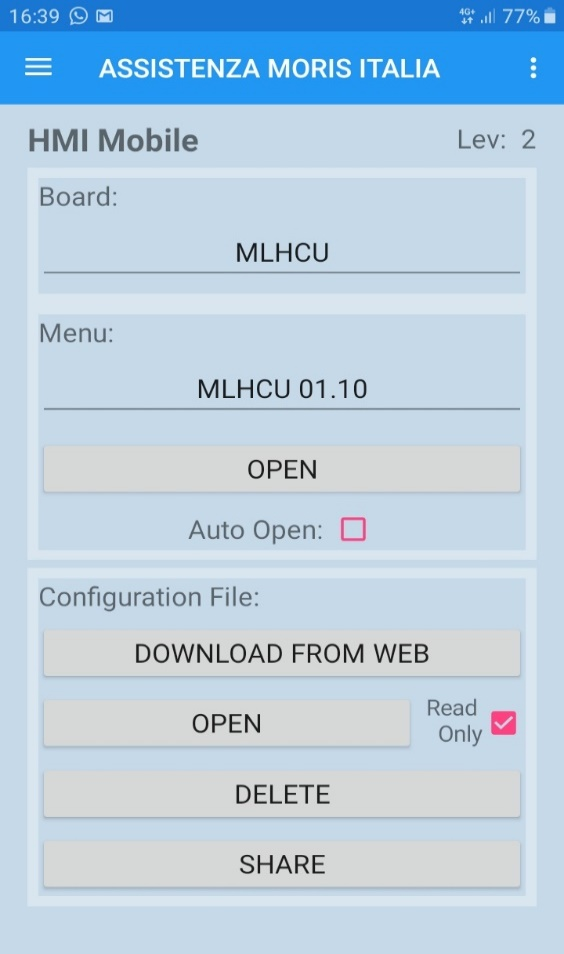 16:39 4G+ 77%
ASSISTENZA MORIS ITALIA
HMI Mobile Lev: 2
Board:
MLHCU
Menu:
MLHCU 01.10
OPEN
Auto Open:
Configuration File:
DOWNLOAD FROM WEB
OPEN Read
Only
DELETE
SHARE